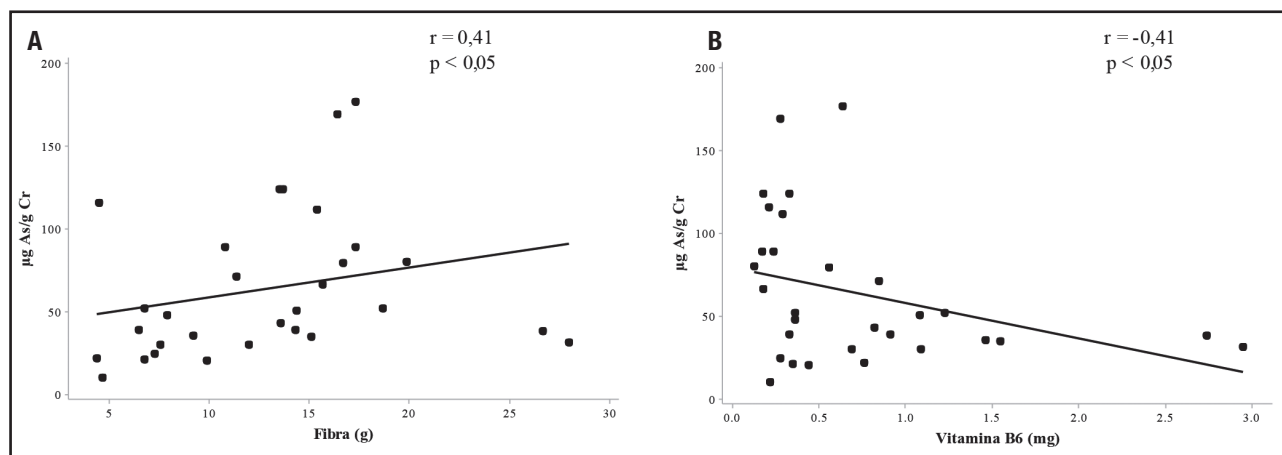 A
r = 0,41
p < 0,05
200
150
100
50
0
µg As/g Cr
5 10 15 20 25 30
Fibra (g)
B
r = -0,41
p < 0,05
200
150
100
50
0
µg As/g Cr
0.0 0.5 1.0 1.5 2.0 2.5 3.0
Vitamina B6 (mg)